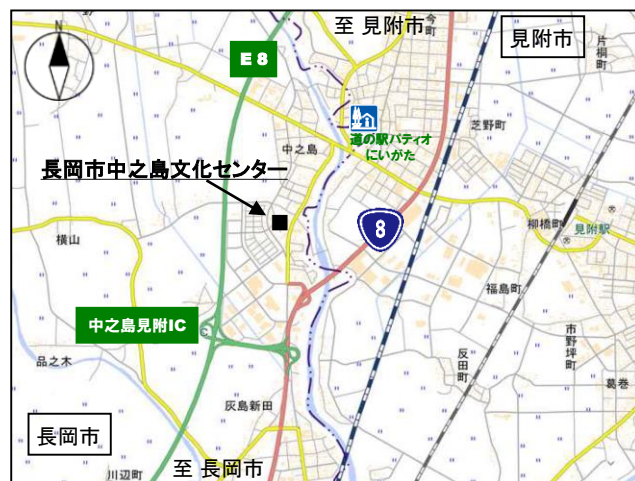 N
E8
至 見附市
今町
見附市
片桐町
道の駅パティオ
にいがた
芝野町
中之島
長岡市中之島文化センター
横山
8
柳橋町
見附駅
福島町
中之島見附IC
品之木
反田町
市野坪町
葛巻
灰島新田
長岡市
川辺町
至 長岡市